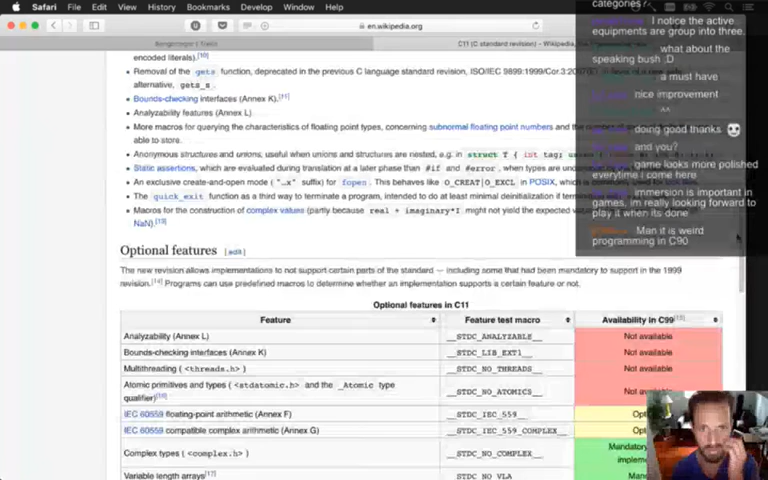 Safari File Edit View History Bookmarks Develop Window Help
en.wikipedia.org
C11 (C standard revision) - Wikipedia,
categories
I notice the active
equipments are group into three.
what about the
speaking bush ;D
a must have
nice improvement
^^
doing good thanks
and you?
game looks more polished
everytime i come here
immersion is important in
games, im really looking forward to
play it when its done
Man it is weird
programming in C90
encoded literals).[10]
• Removal of the gets function, deprecated in the previous C language standard revision, ISO/IEC 9899:1999/Cor.3:
alternative, gets_s.
• Bounds-checking interfaces (Annex K).[11]
• Analyzability features (Annex L)
• More macros for querying the characteristics of floating point types, concerning subnormal floating point numbers and the
able to store.
• Anonymous structures and unions, useful when unions and structures are nested, e.g. in struct T { int tag;
• Static assertions, which are evaluated during translation at a later phase than #if and #error,
• An exclusive create-and-open mode ("…x" suffix) for fopen. This behaves like O_CREAT|O_EXCL in POSIX, which is
• The quick_exit function as a third way to terminate a program, intended to do at least minimal deinitialization if
• Macros for the construction of complex values (partly because real + imaginary*I might not yield the expected
NaN).[13]
Optional features [edit]
The new revision allows implementations to not support certain parts of the standard — including some that had been mandatory to support in the 1999
revision.[14] Programs can use predefined macros to determine whether an implementation supports a certain feature or not.
Optional features in C11
Feature Feature test macro Availability in C99[15]
Analyzability (Annex L) __STDC_ANALYZABLE__ Not available
Bounds-checking interfaces (Annex K) __STDC_LIB_EXT1__ Not available
Multithreading (<threads.h>) __STDC_NO_THREADS__ Not available
Atomic primitives and types (<stdatomic.h> and the _Atomic type
qualifier)[16] __STDC_NO_ATOMICS__ Not available
IEC 60559 floating-point arithmetic (Annex F) __STDC_IEC_559__
IEC 60559 compatible complex arithmetic (Annex G) __STDC_IEC_559_COMPLEX__
Complex types (<complex.h>) __STDC_NO_COMPLEX__ Mandatory
Variable length arrays[17] __STDC_NO_VLA__